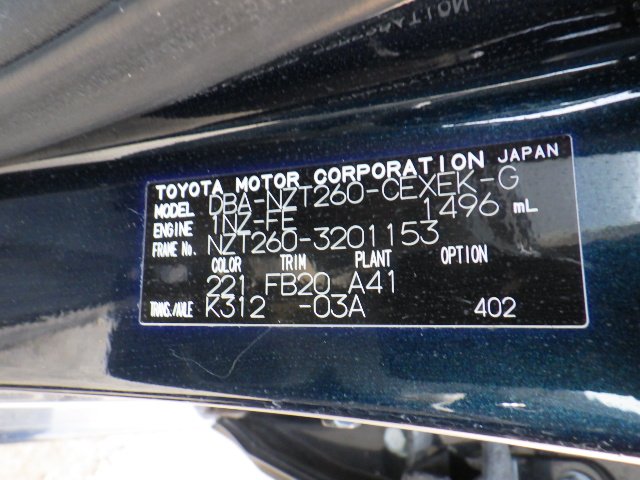 TOYOTA MOTOR CORPORATION JAPAN
MODEL DBA-NZT260-CEXEK-G
ENGINE 1NZ-FE 1496 mL
FRAME No. NZT260-3201153
COLOR TRIM PLANT OPTION
221 FB20 A41
TRANS./AXLE K312 -03A 402